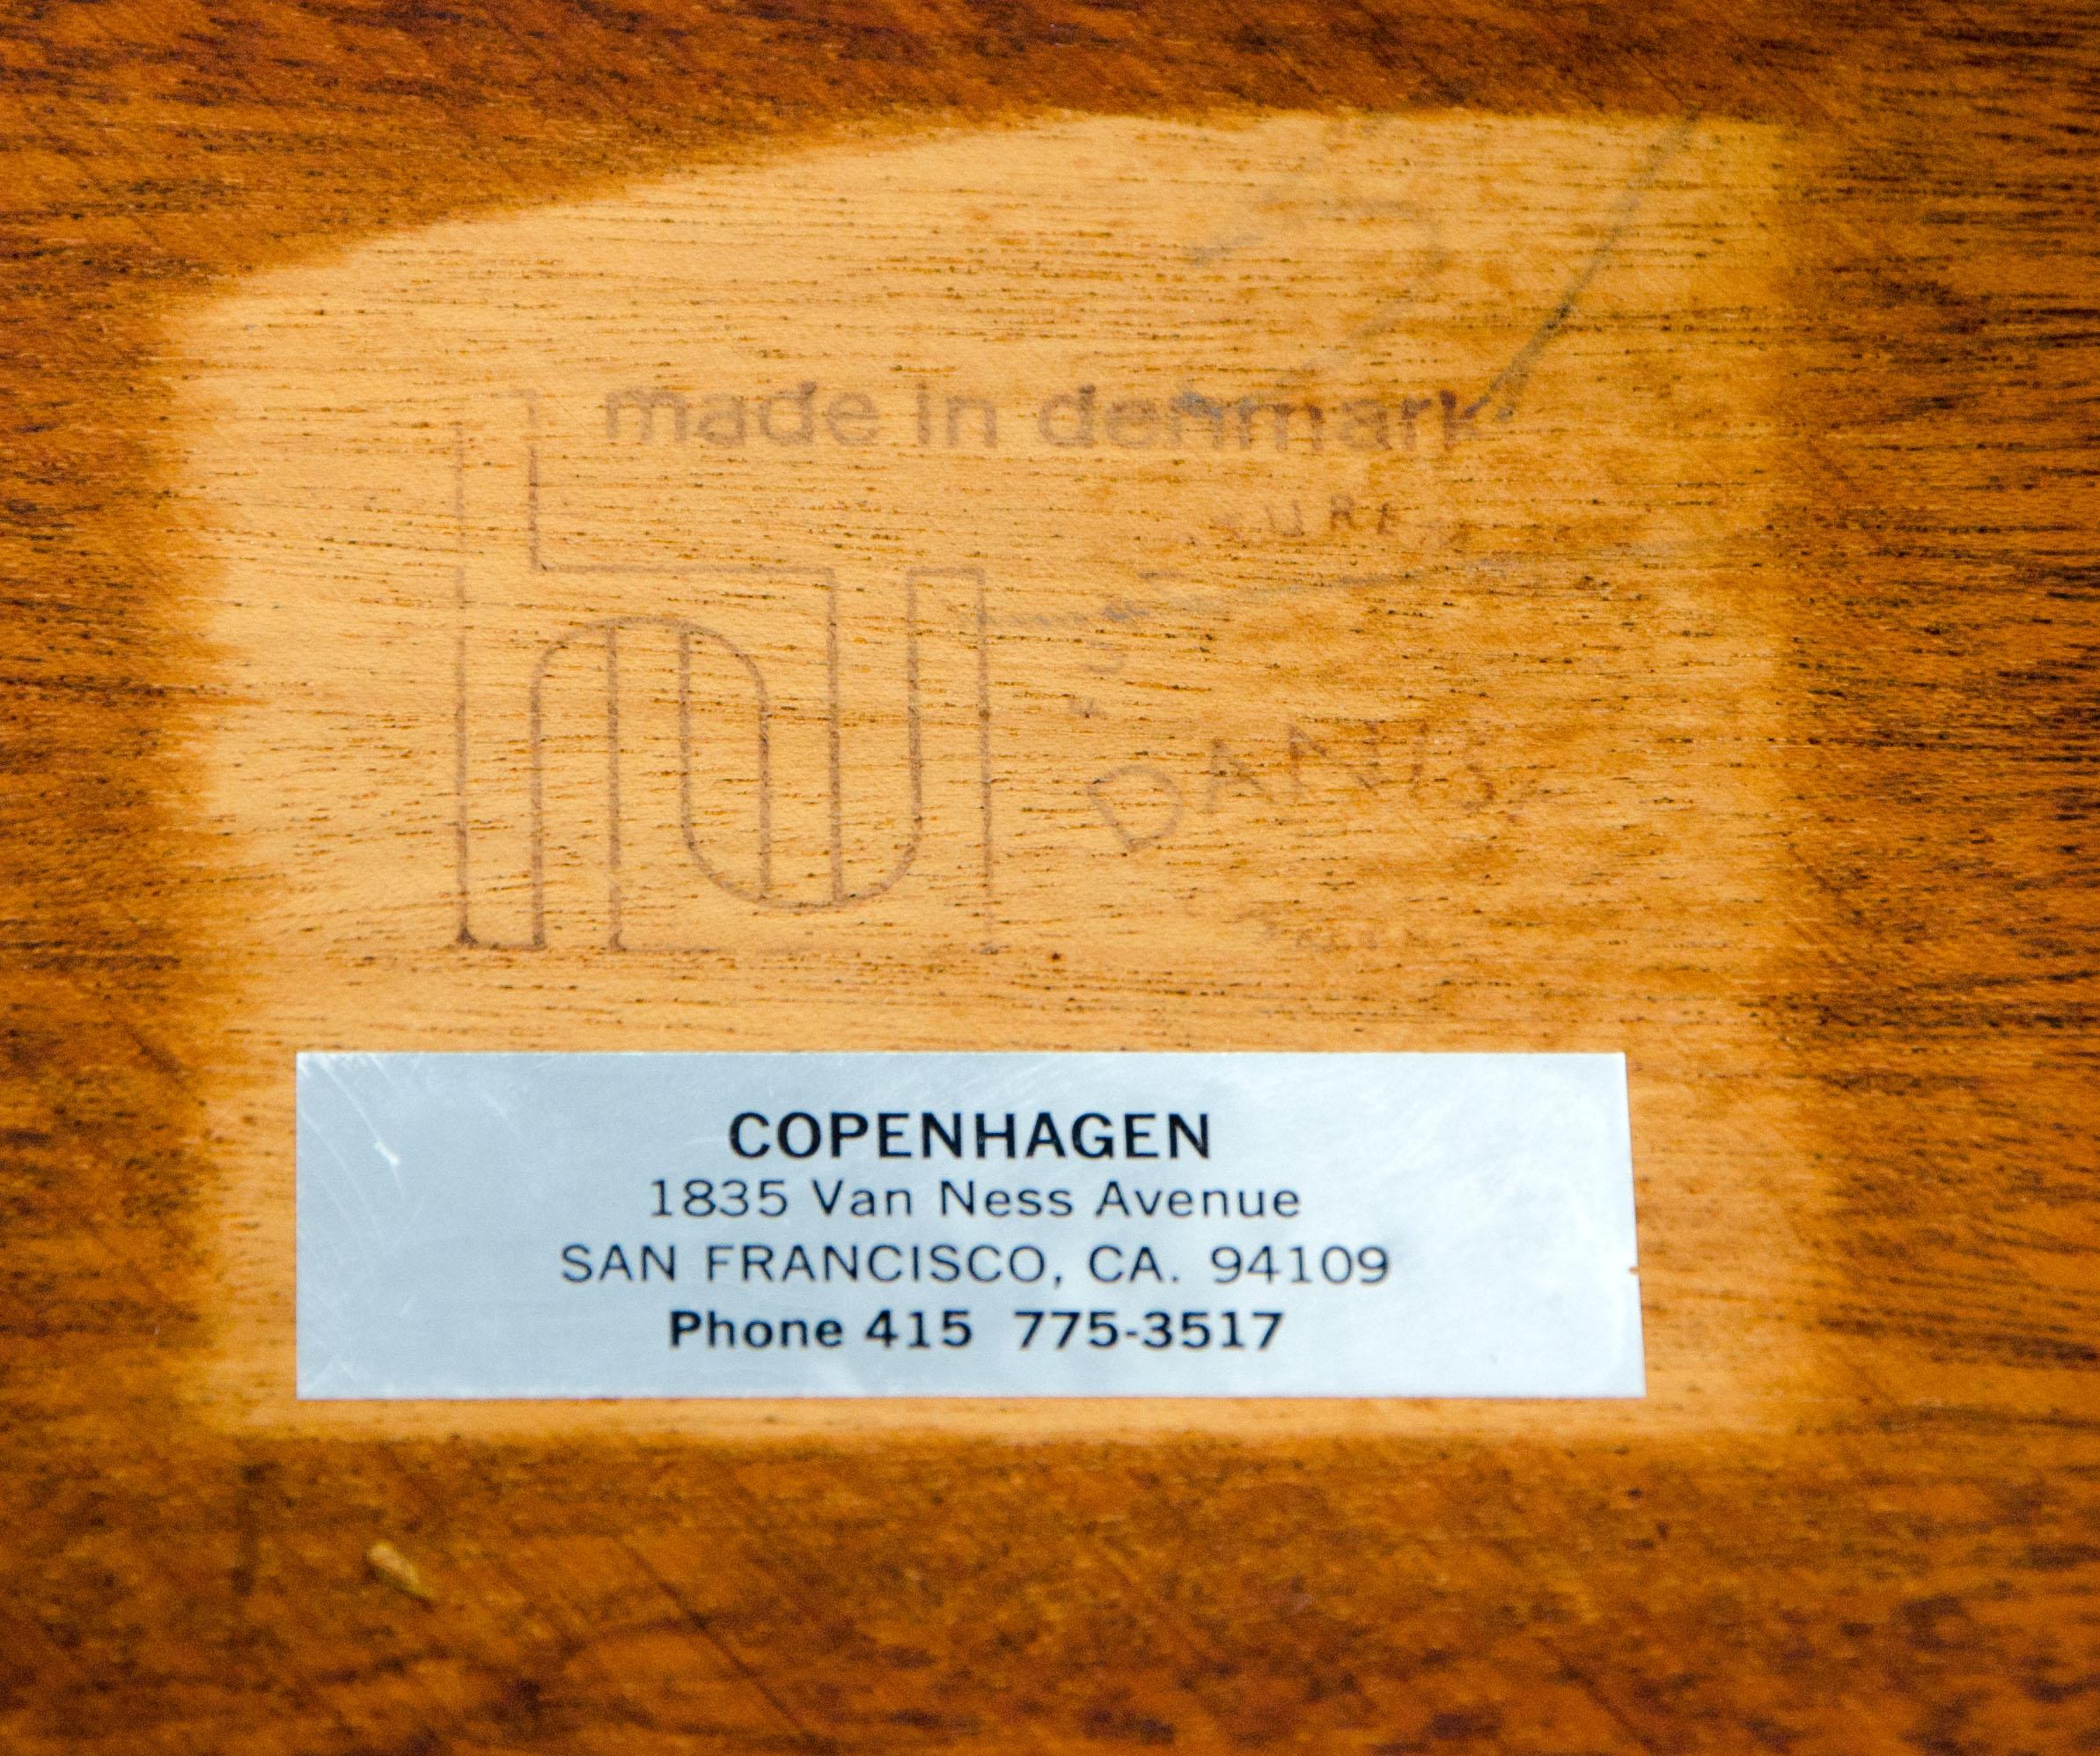 made in denmark
COPENHAGEN
1835 Van Ness Avenue
SAN FRANCISCO, CA. 94109
Phone 415 775-3517